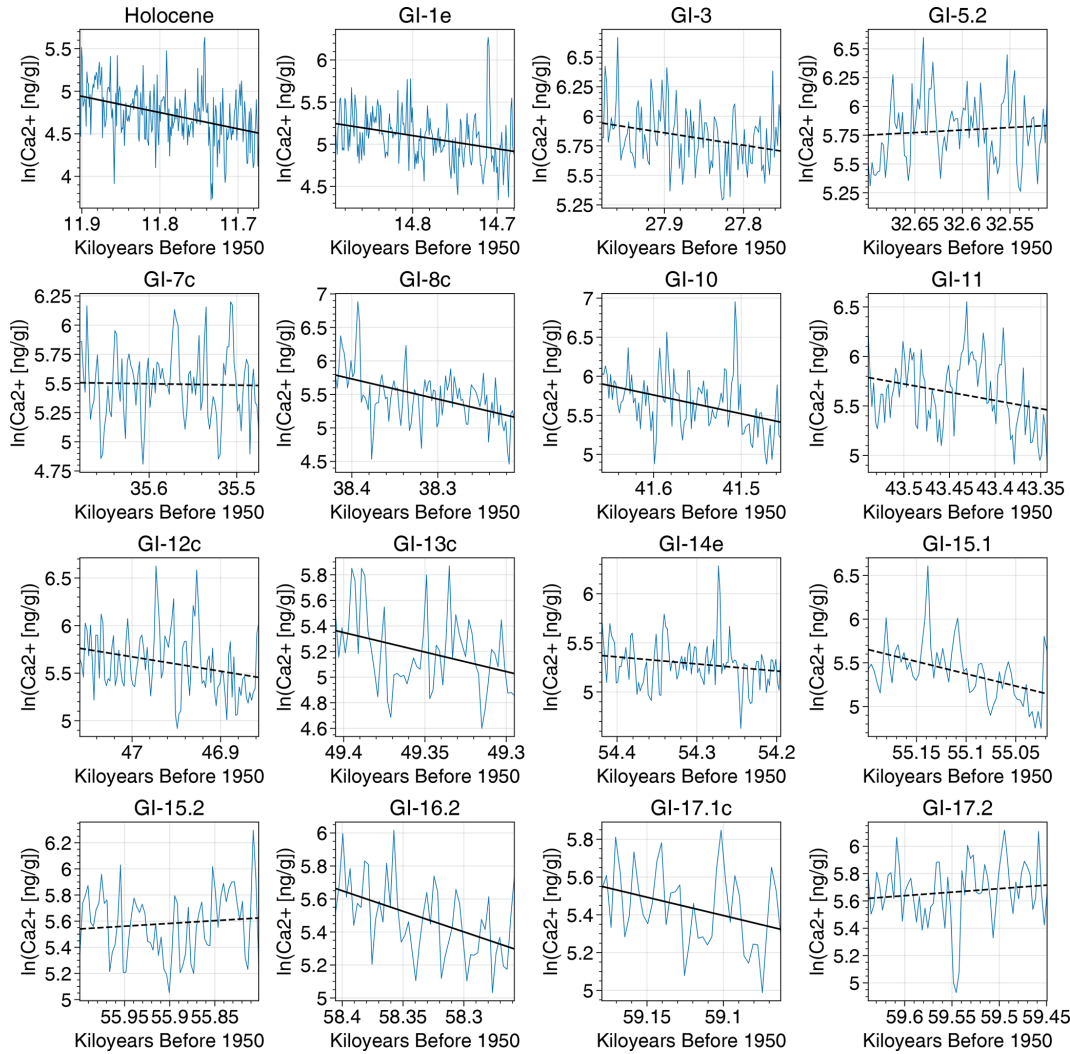 Holocene GI-1e GI-3 GI-5.2
ln(Ca2+ [ng/g]) 5.5 5 4.5 4 ln(Ca2+ [ng/g]) 6 5.5 5 4.5 ln(Ca2+ [ng/g]) 6.5 6.25 6 5.75 5.5 5.25 ln(Ca2+ [ng/g]) 6.5 6.25 6 5.75 5.5 5.25
11.9 11.8 11.7 14.8 14.7 27.9 27.8 32.65 32.6 32.55
Kiloyears Before 1950 Kiloyears Before 1950 Kiloyears Before 1950 Kiloyears Before 1950
GI-7c GI-8c GI-10 GI-11
ln(Ca2+ [ng/g]) 6.25 6 5.75 5.5 5.25 5 4.75 ln(Ca2+ [ng/g]) 7 6.5 6 5.5 5 4.5 ln(Ca2+ [ng/g]) 7 6.5 6 5.5 5 ln(Ca2+ [ng/g]) 6.5 6 5.5 5
35.6 35.5 38.4 38.3 41.6 41.5 43.5 43.45 43.4 43.35
Kiloyears Before 1950 Kiloyears Before 1950 Kiloyears Before 1950 Kiloyears Before 1950
GI-12c GI-13c GI-14e GI-15.1
ln(Ca2+ [ng/g]) 6.5 6 5.5 5 ln(Ca2+ [ng/g]) 5.8 5.6 5.4 5.2 5 4.8 4.6 ln(Ca2+ [ng/g]) 6 5.5 5 ln(Ca2+ [ng/g]) 6.5 6 5.5 5
47 46.9 49.4 49.35 49.3 54.4 54.3 54.2 55.15 55.1 55.05
Kiloyears Before 1950 Kiloyears Before 1950 Kiloyears Before 1950 Kiloyears Before 1950
GI-15.2 GI-16.2 GI-17.1c GI-17.2
ln(Ca2+ [ng/g]) 6.2 6 5.8 5.6 5.4 5.2 5 ln(Ca2+ [ng/g]) 6 5.8 5.6 5.4 5.2 5 ln(Ca2+ [ng/g]) 5.8 5.6 5.4 5.2 5 ln(Ca2+ [ng/g]) 6 5.8 5.6 5.4 5.2 5
55.95 55.9 55.85 58.4 58.35 58.3 59.15 59.1 59.6 59.55 59.5 59.45
Kiloyears Before 1950 Kiloyears Before 1950 Kiloyears Before 1950 Kiloyears Before 1950